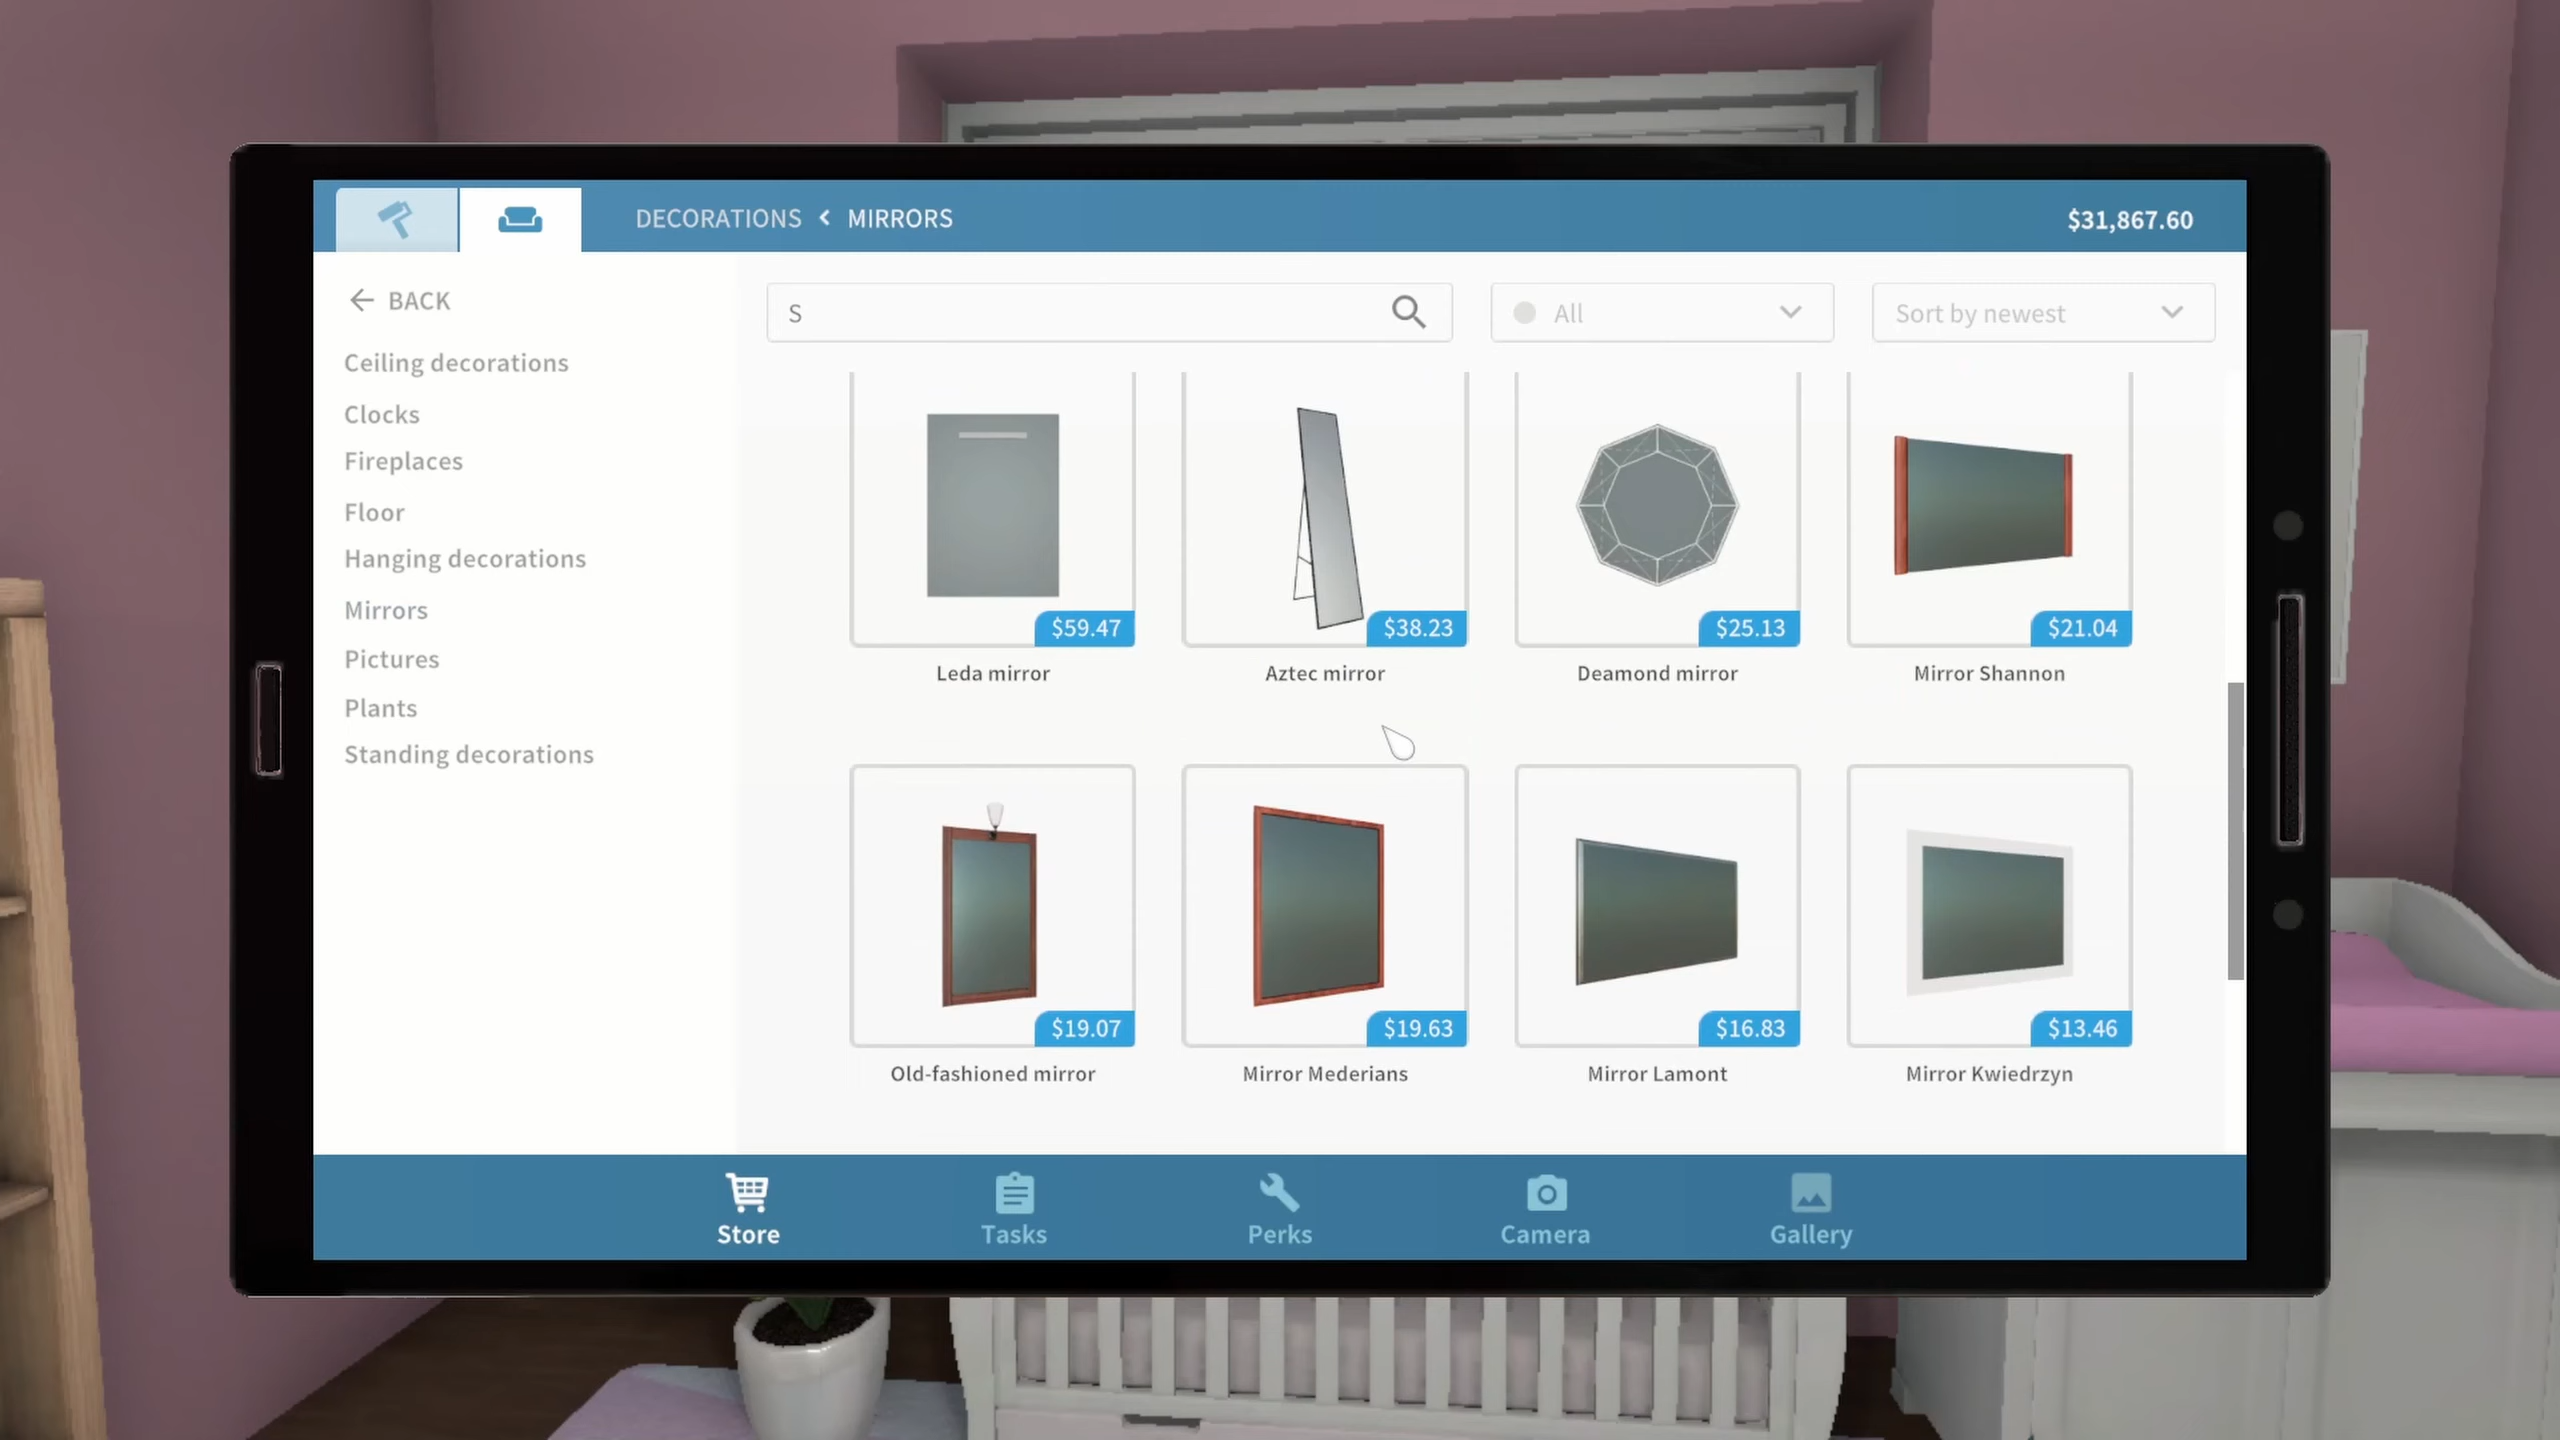 DECORATIONS < MIRRORS
$31,867.60
BACK
S
All
Sort by newest
Ceiling decorations
Clocks
Fireplaces
Floor
Hanging decorations
Mirrors
Pictures
Plants
Standing decorations
$59.47
$38.23
$25.13
$21.04
Leda mirror
Aztec mirror
Deamond mirror
Mirror Shannon
$19.07
$19.63
$16.83
$13.46
Old-fashioned mirror
Mirror Mederians
Mirror Lamont
Mirror Kwiedrzyn
Store
Tasks
Perks
Camera
Gallery